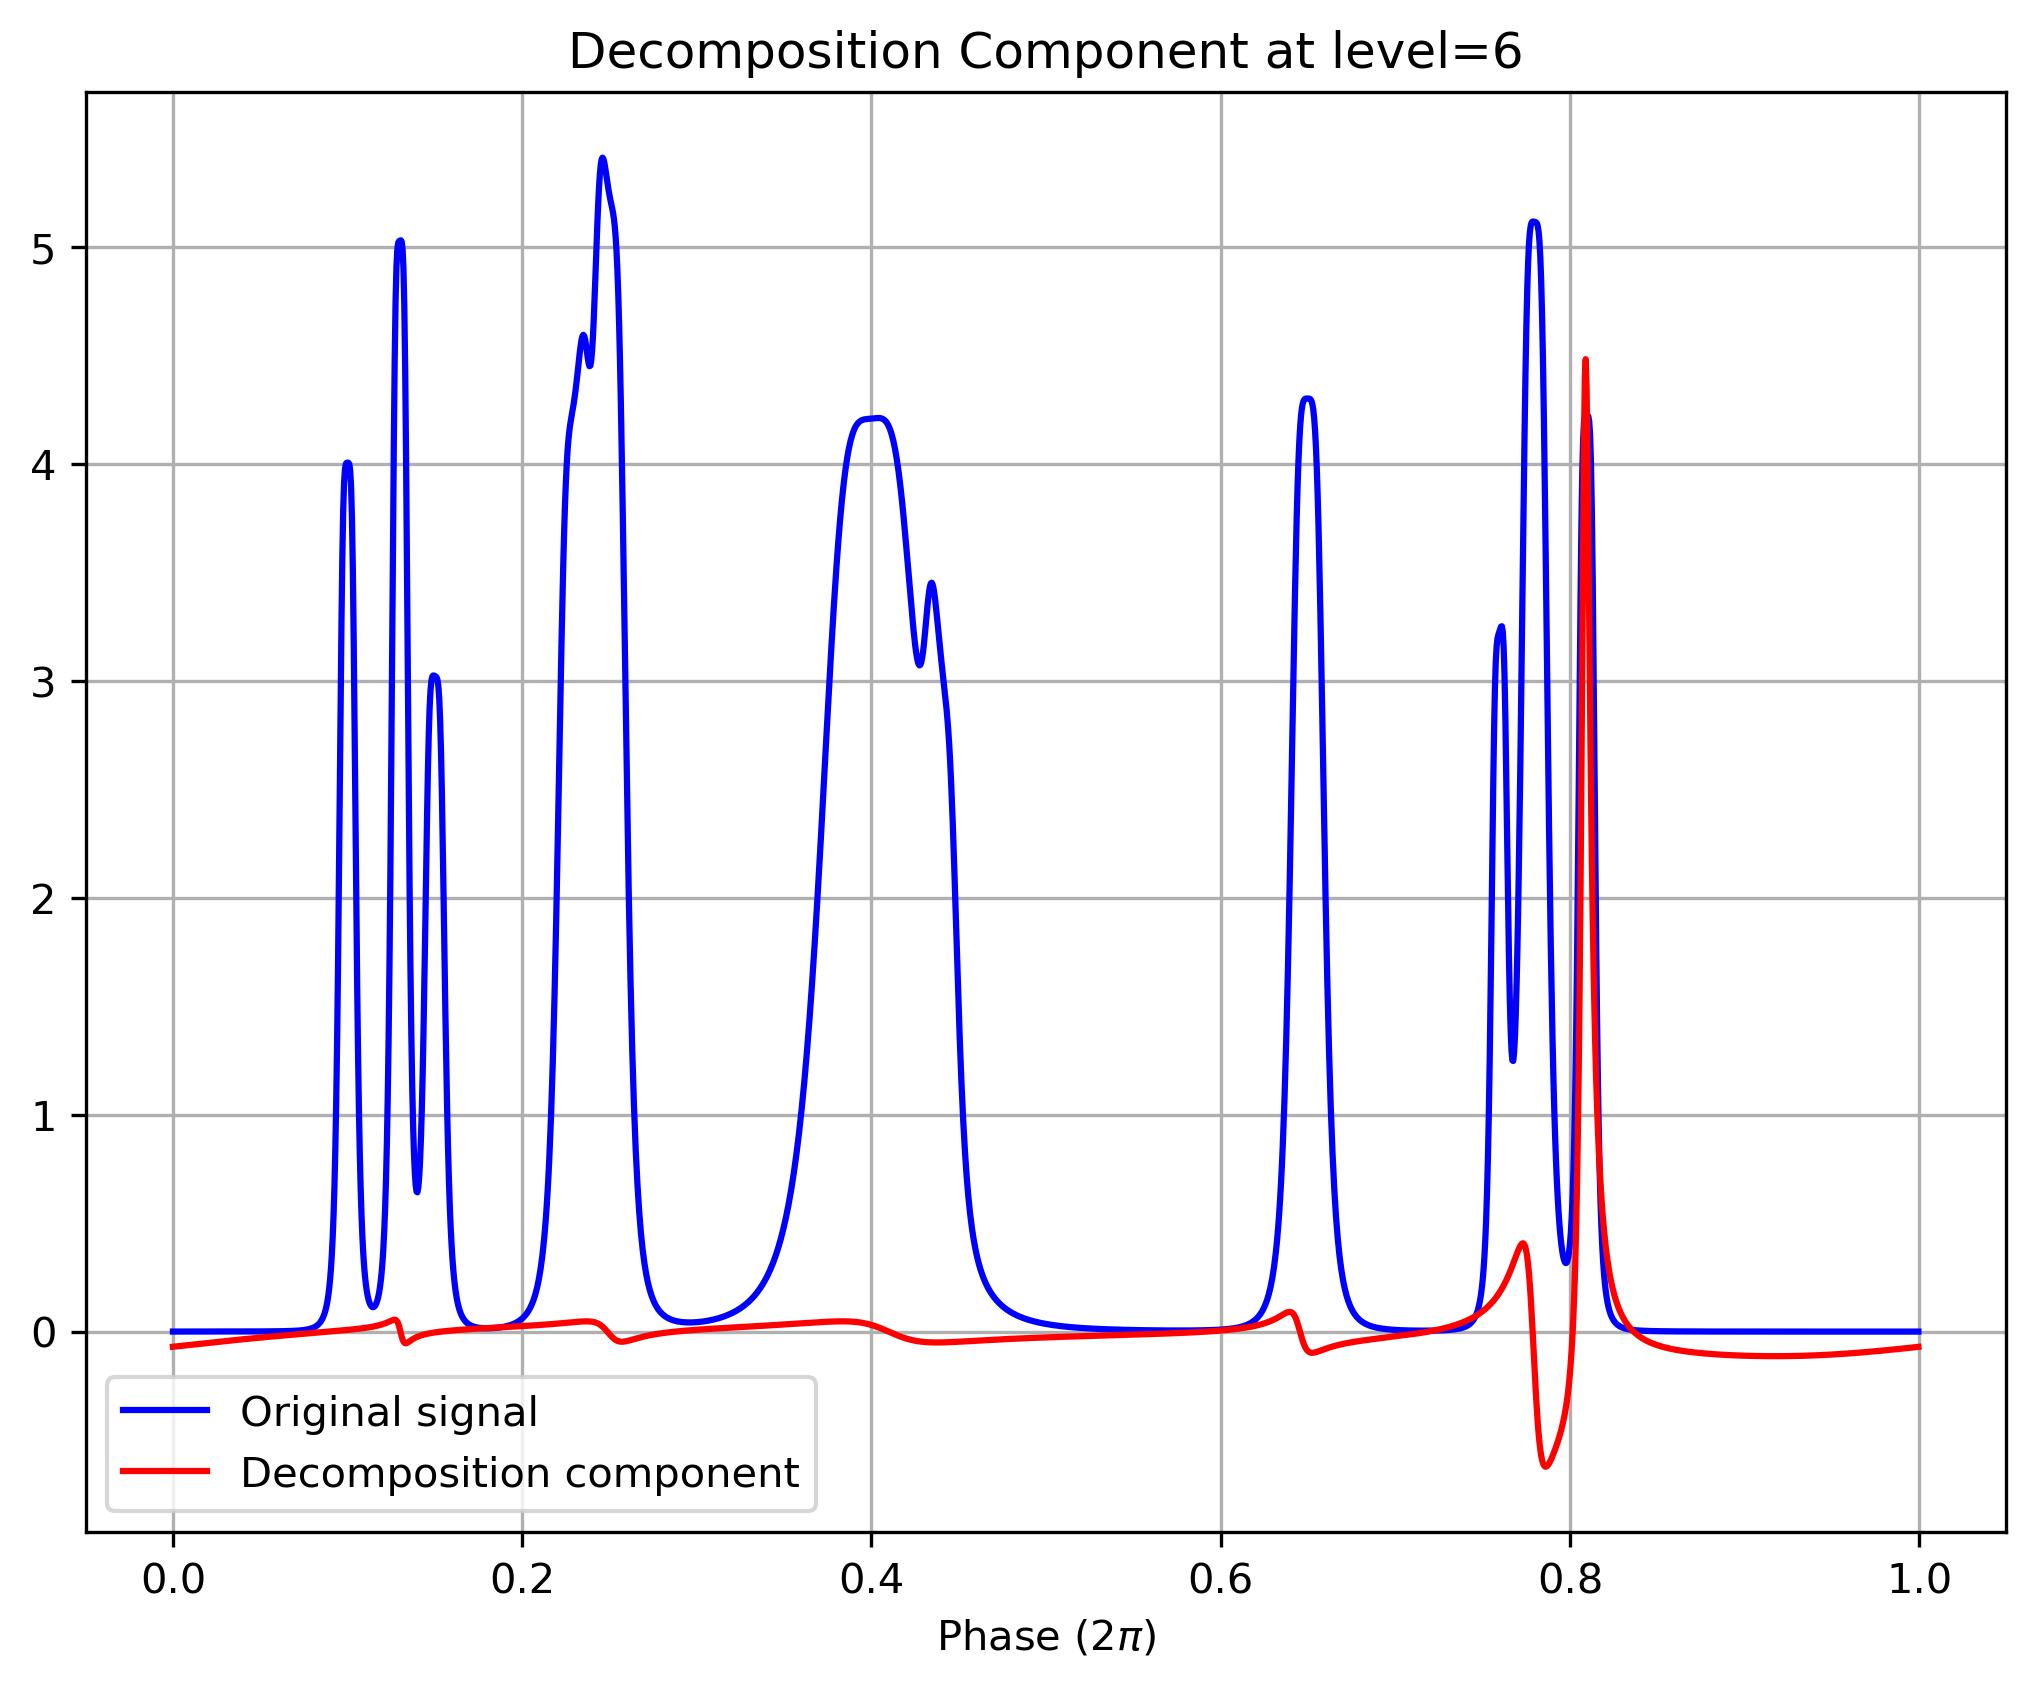 Decomposition Component at level=6
5
4
3
2
1
0
Original signal
Decomposition component
0.0 0.2 0.4 0.6 0.8 1.0
Phase (2π)